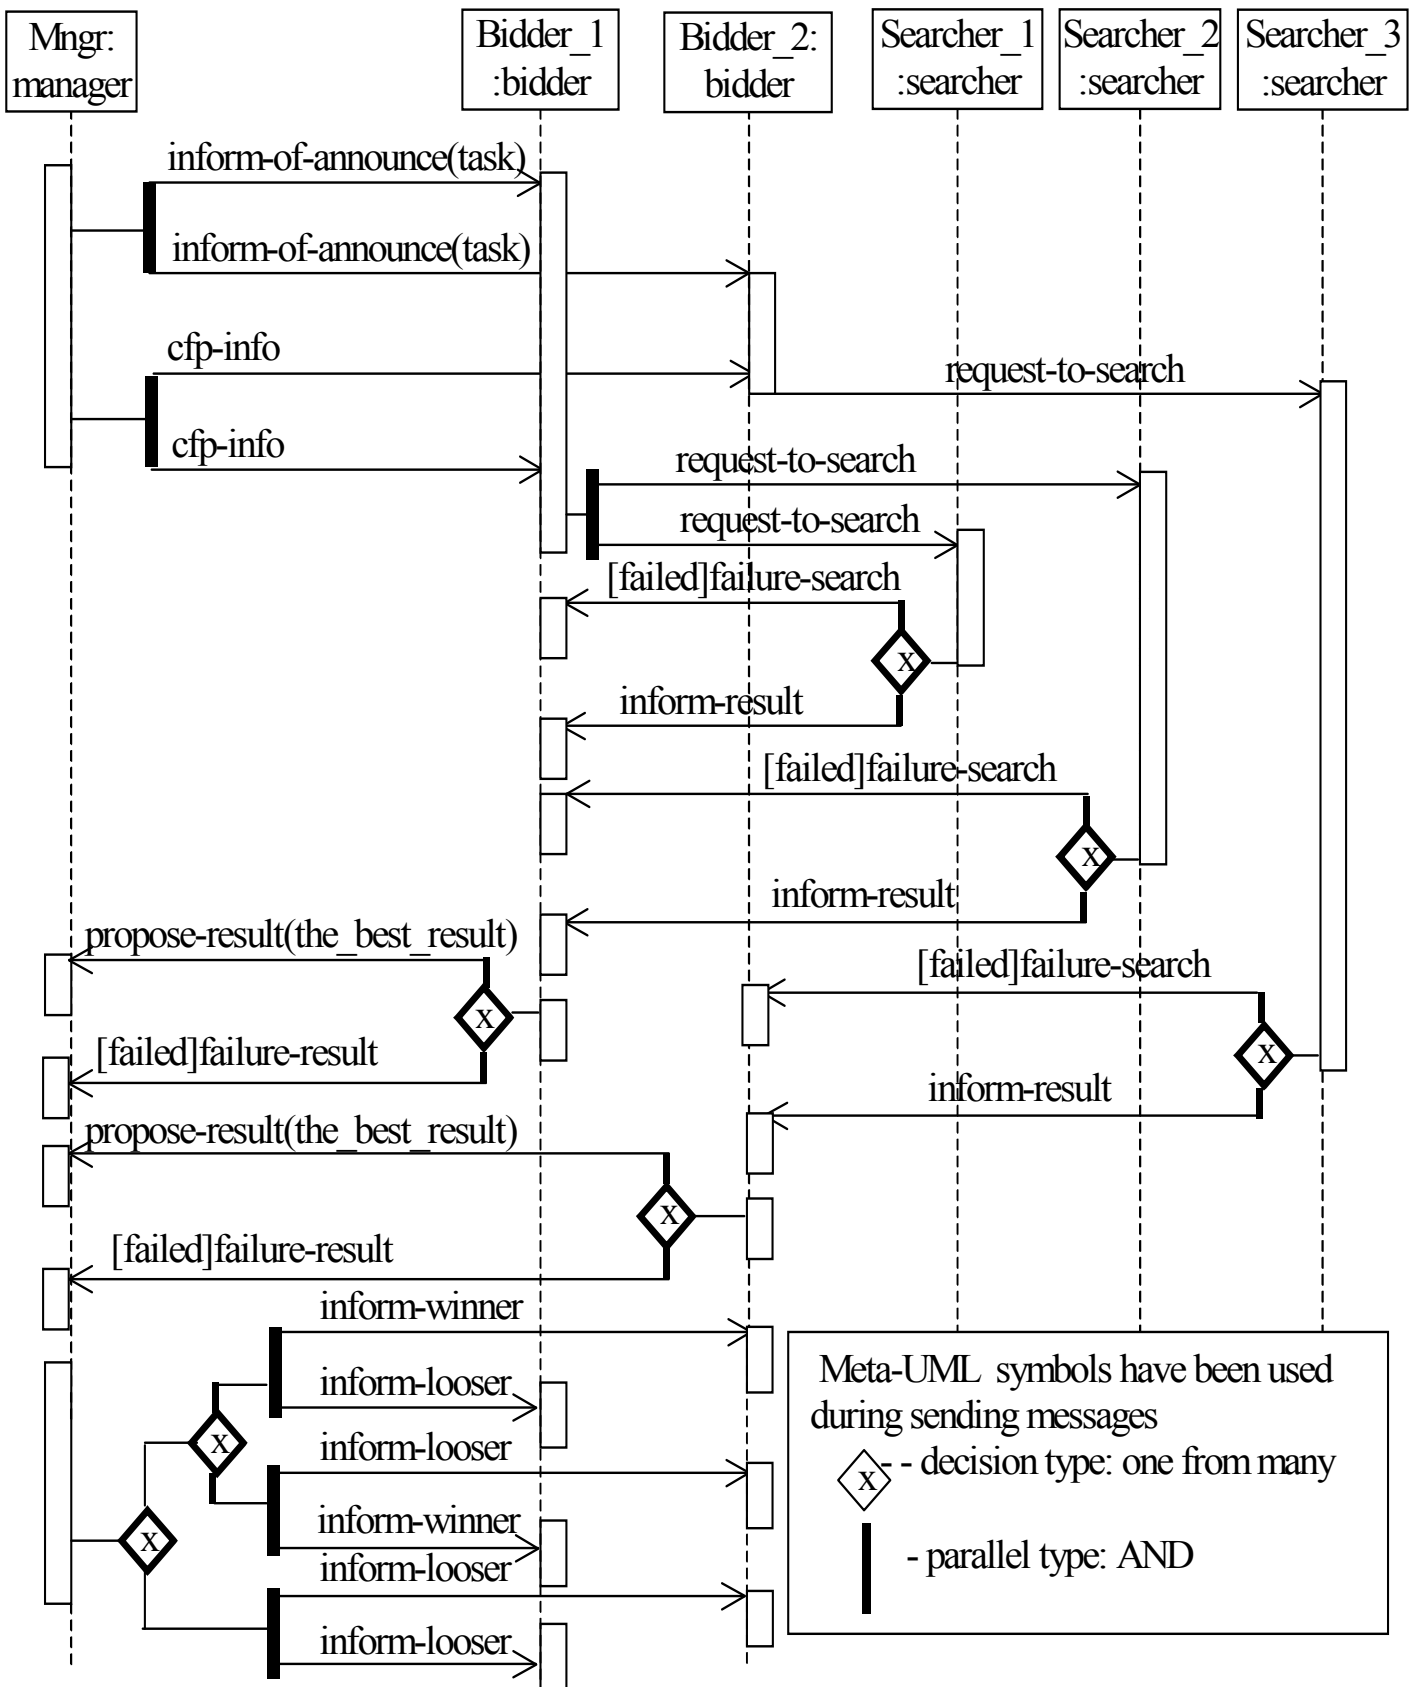 Mngr:
manager
Bidder_1
:bidder
Bidder_2:
bidder
Searcher_1
:searcher
Searcher_2
:searcher
Searcher_3
:searcher
inform-of-announce(task)
inform-of-announce(task)
cfp-info
request-to-search
cfp-info
request-to-search
request-to-search
[failed]failure-search
x
inform-result
[failed]failure-search
x
inform-result
propose-result(the_best_result)
[failed]failure-search
x
[failed]failure-result
x
inform-result
propose-result(the_best_result)
x
[failed]failure-result
inform-winner
inform-looser
x
inform-looser
inform-winner
x
inform-looser
inform-looser
Meta-UML symbols have been used
during sending messages
x - - decision type: one from many
- parallel type: AND